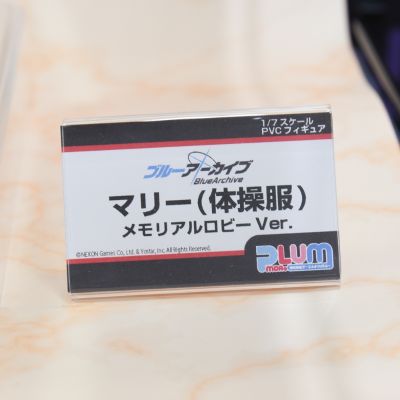 1/7スケール
PVCフィギュア
ブルーアーカイブ
BlueArchive
マリー(体操服)
メモリアルロビーVer.
©NEXON Games Co., Ltd. & Yostar, Inc. All Rights Reserved.
PLUM